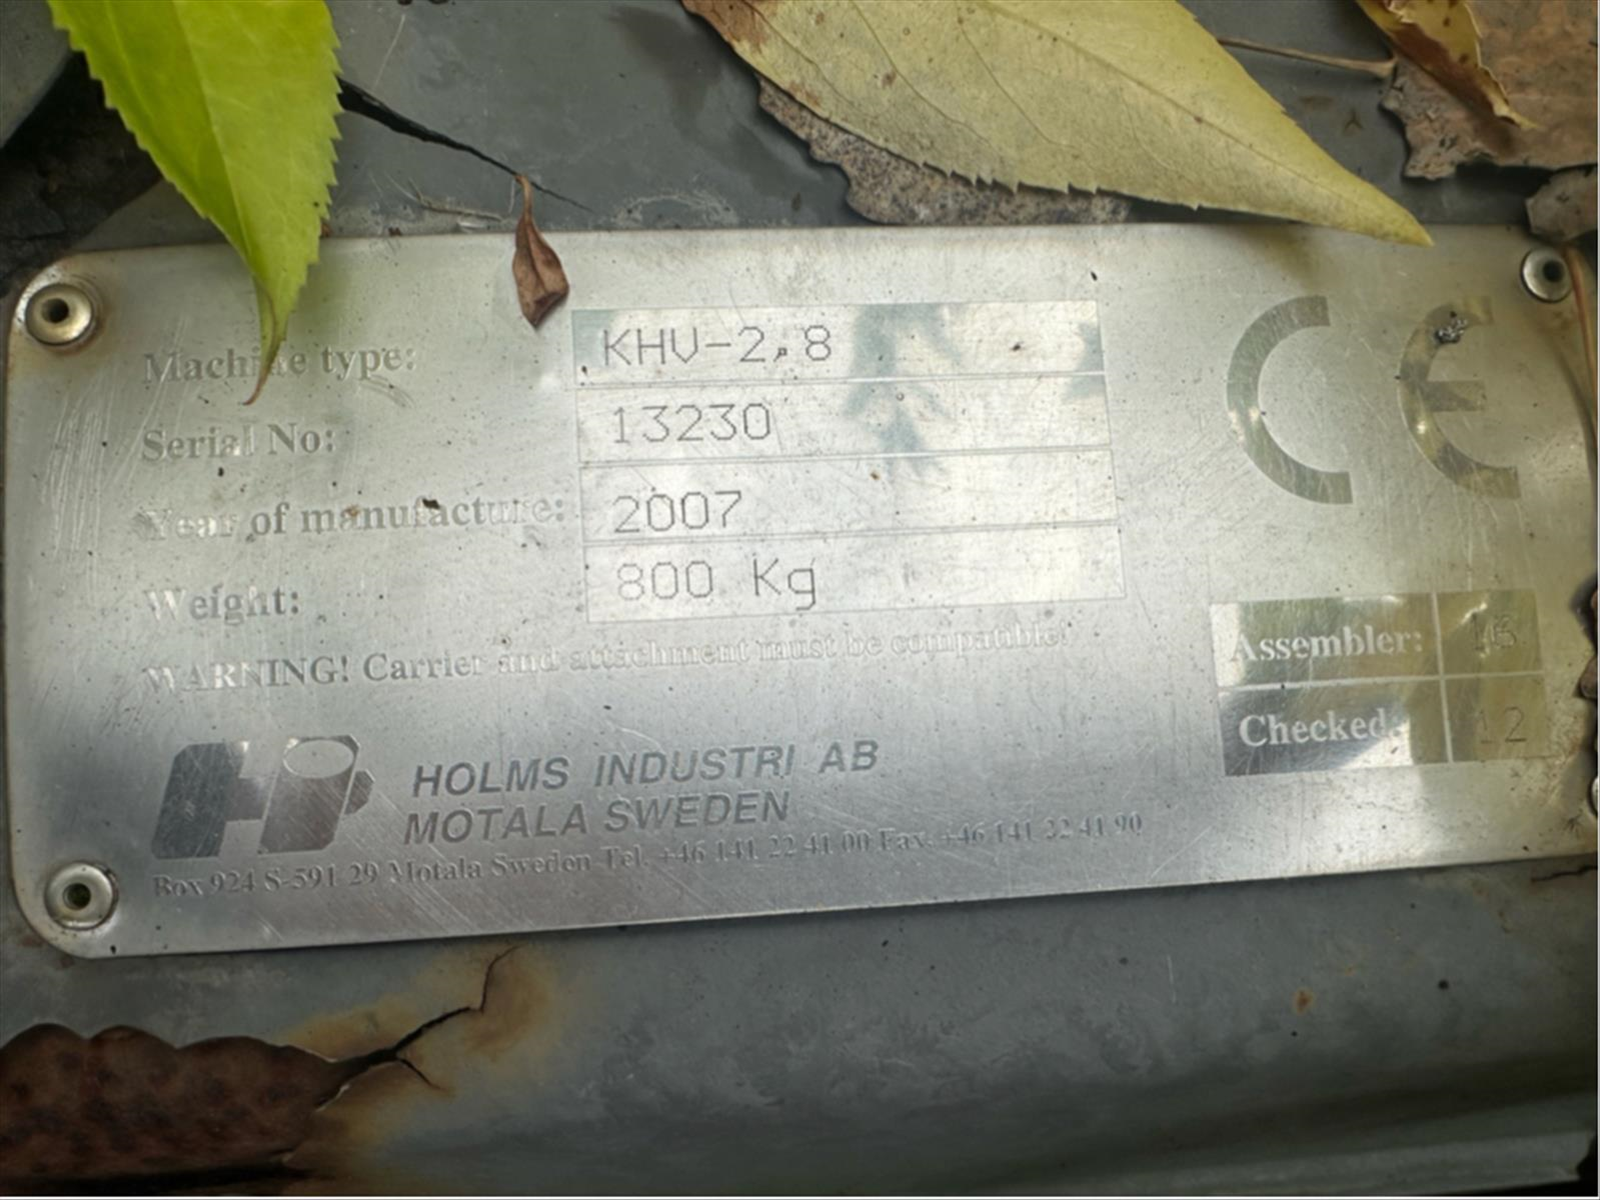 Machine type: KHV-2,8
Serial No: 13230
Year of manufacture: 2007
Weight: 800 Kg
WARNING! Carrier and attachment must be compatible!
CE
Assembler: 15
Checked: 12
HOLMS INDUSTRI AB
MOTALA SWEDEN
Box 924 S-591 29 Motala Sweden Tel. +46 141 22 41 00 Fax. +46 141 22 41 90